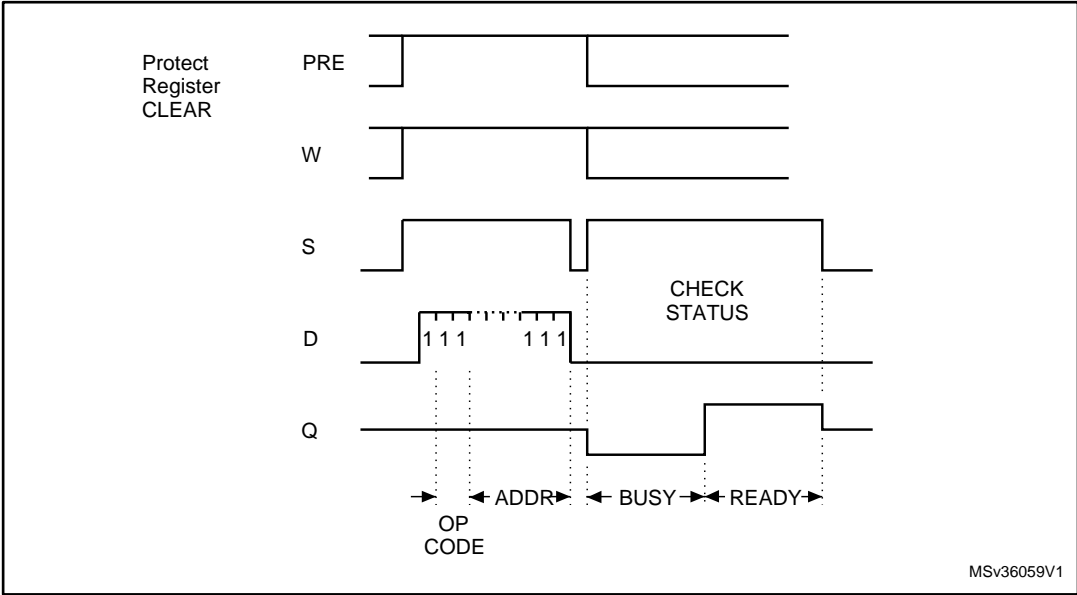 Protect
Register
CLEAR
PRE
W
S
CHECK
STATUS
D
1 1 1 1 1 1
Q
ADDR BUSY READY
OP
CODE
MSv36059V1